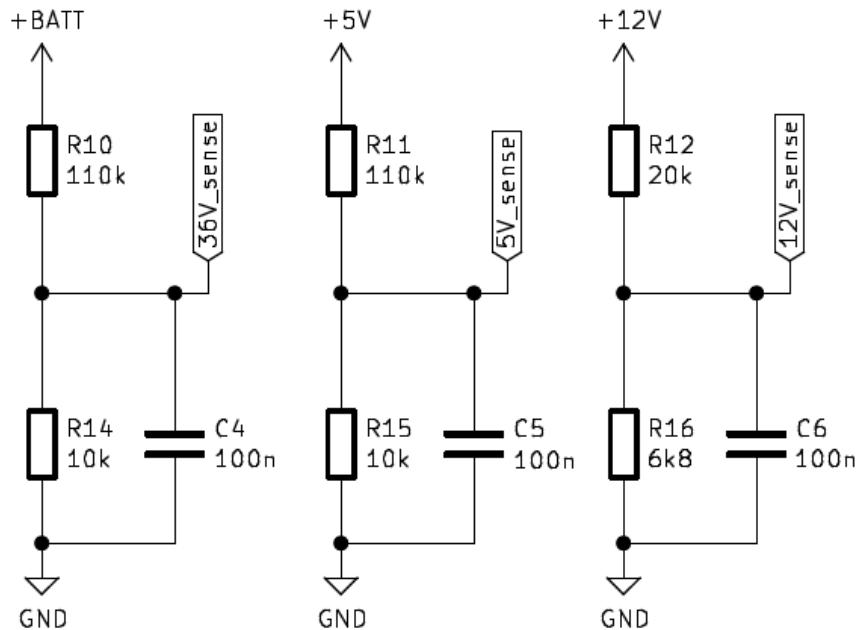 +BATT
+5V
+12V
R10
110k
36V_sense
R11
110k
5V_sense
R12
20k
12V_sense
R14
10k
C4
100n
R15
10k
C5
100n
R16
6k8
C6
100n
GND
GND
GND